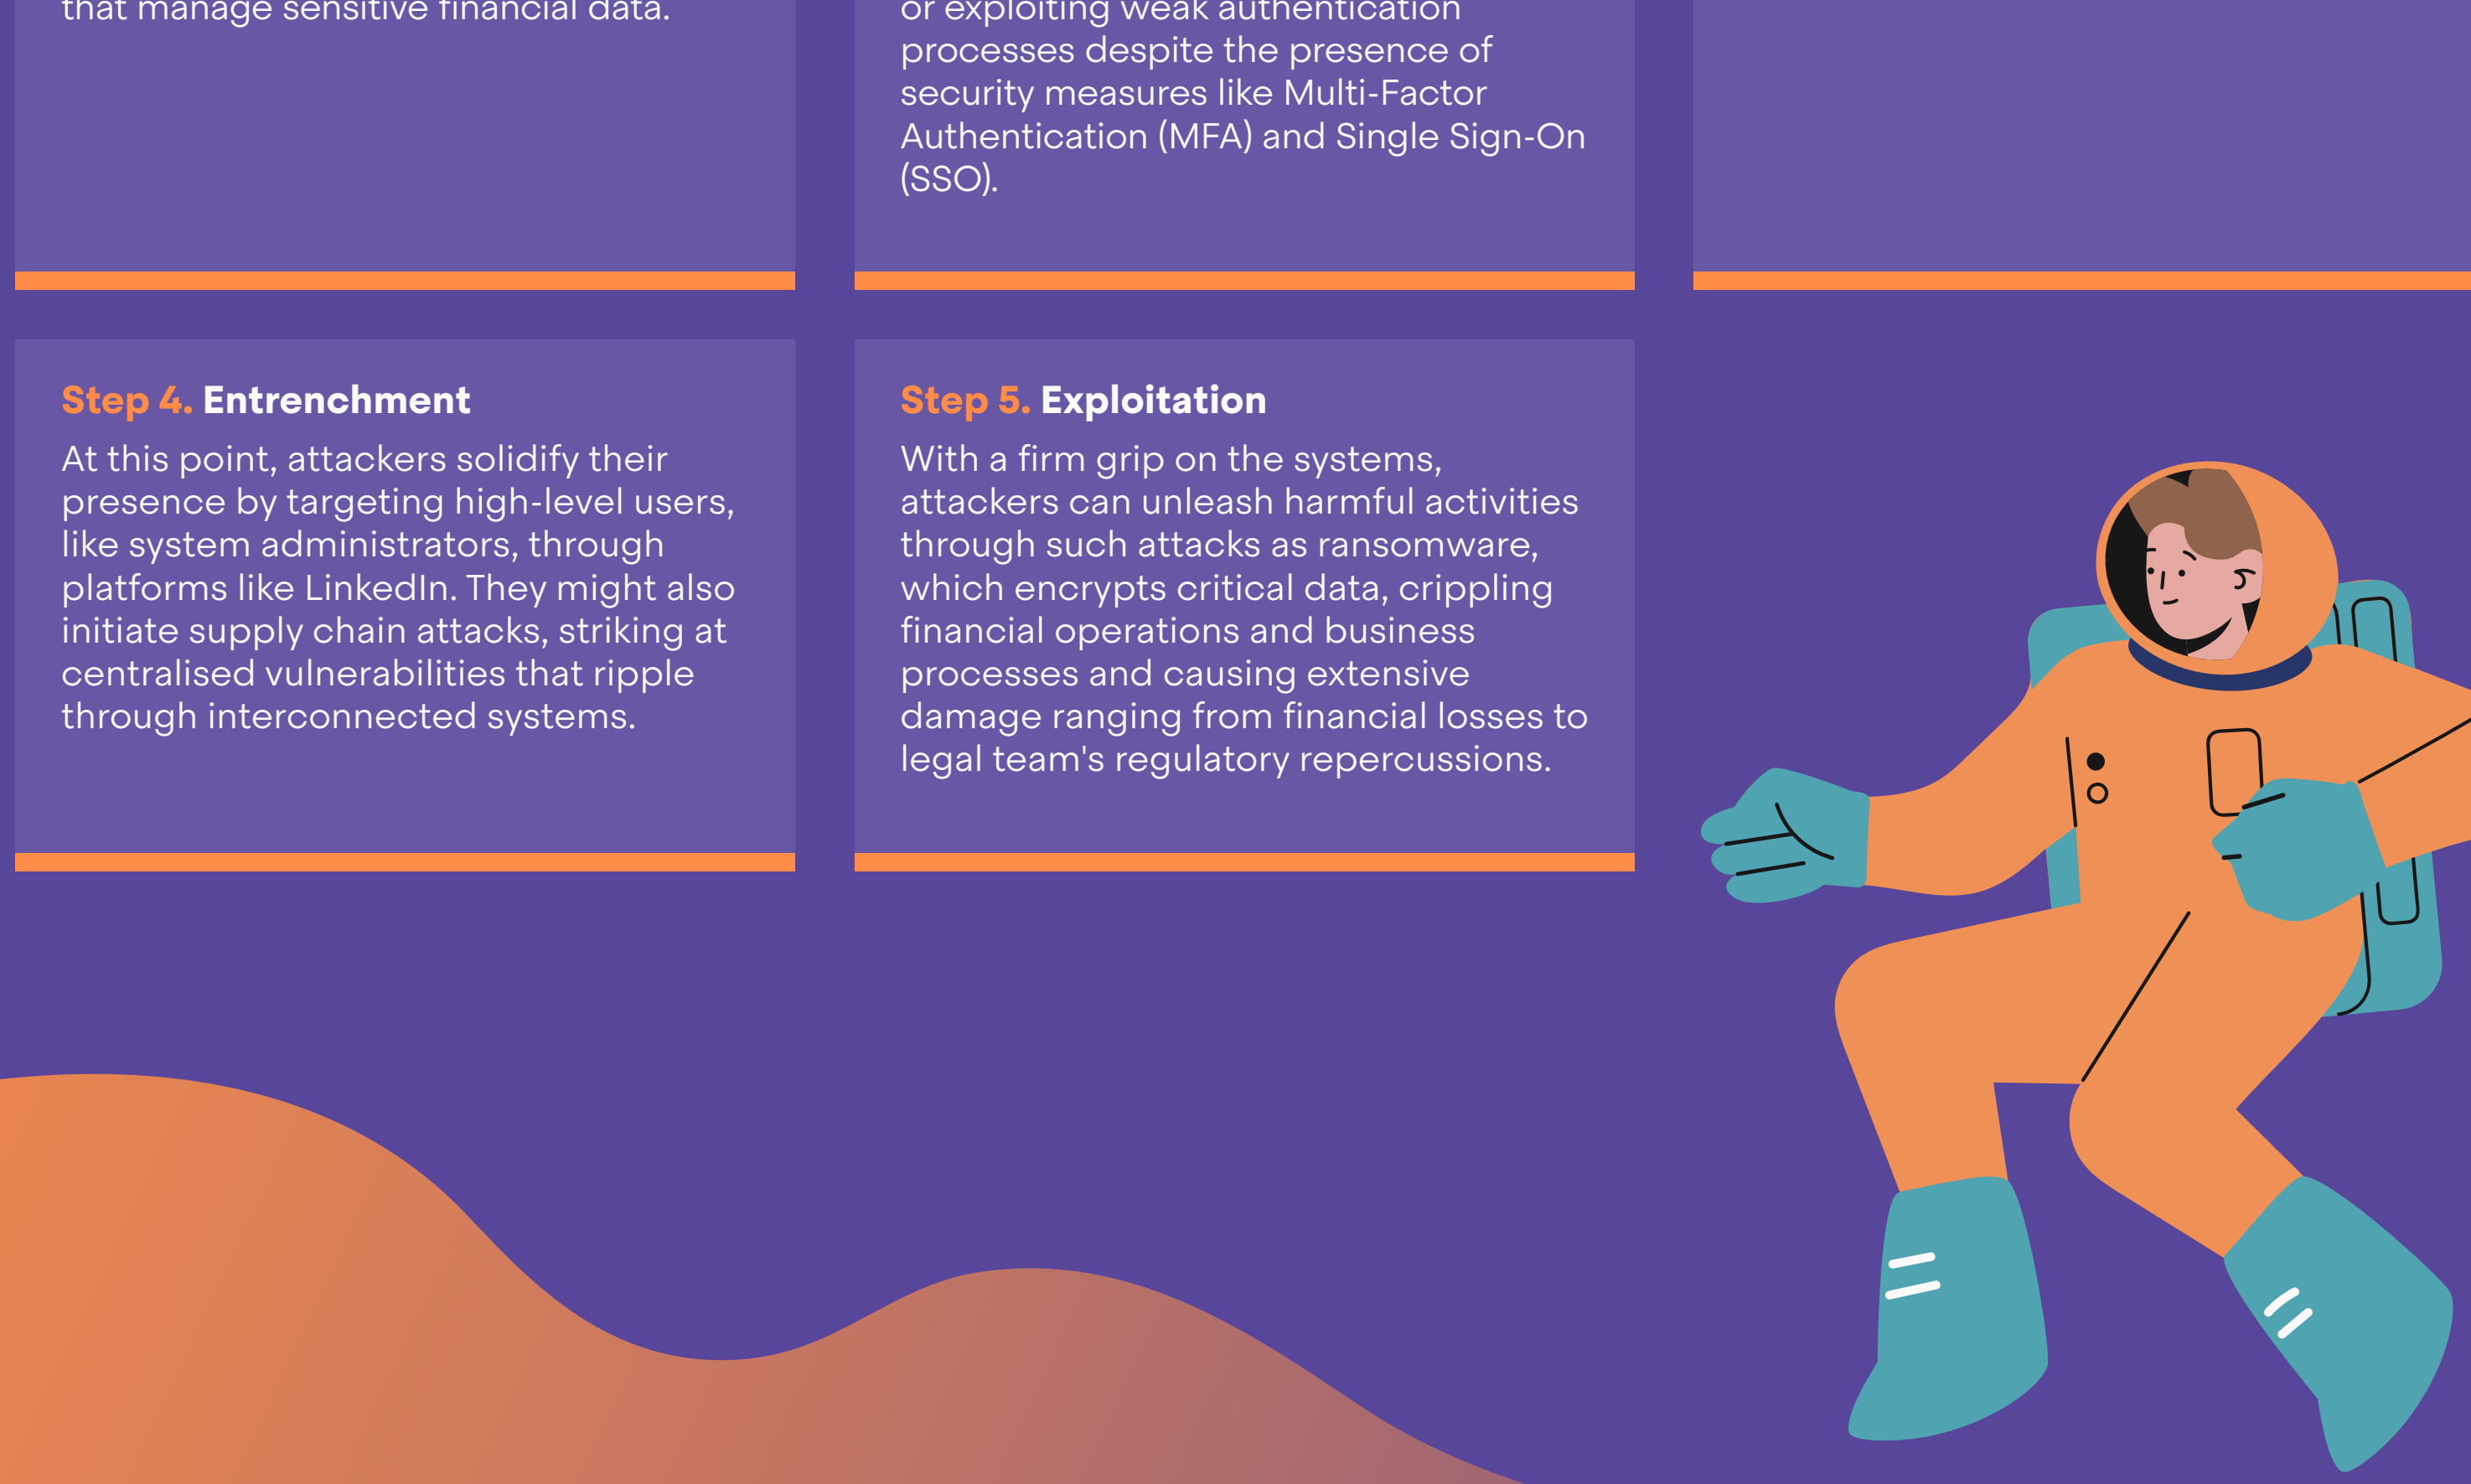 that manage sensitive financial data.
or exploiting weak authentication
processes despite the presence of
security measures like Multi-Factor
Authentication (MFA) and Single Sign-On
(SSO).
Step 4. Entrenchment
At this point, attackers solidify their
presence by targeting high-level users,
like system administrators, through
platforms like LinkedIn. They might also
initiate supply chain attacks, striking at
centralised vulnerabilities that ripple
through interconnected systems.
Step 5. Exploitation
With a firm grip on the systems,
attackers can unleash harmful activities
through such attacks as ransomware,
which encrypts critical data, crippling
financial operations and business
processes and causing extensive
damage ranging from financial losses to
legal team's regulatory repercussions.